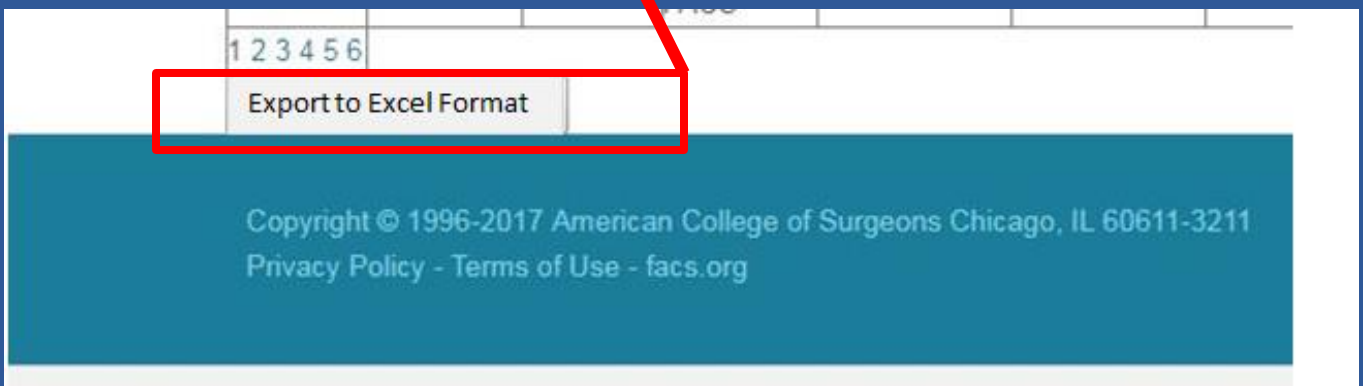 1 2 3 4 5 6
Export to Excel Format
Copyright © 1996-2017 American College of Surgeons Chicago, IL 60611-3211
Privacy Policy - Terms of Use - facs.org